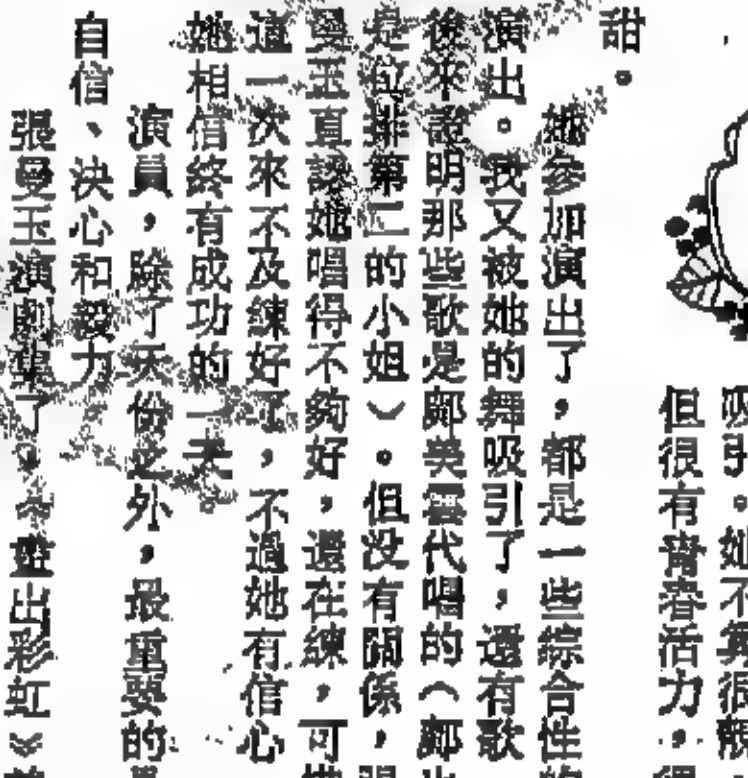 吸引。她不算很靚，
但很有青春活力，
甜。
她參加演出了，都是一些綜合性的
演出。我又被她的舞吸引了，還有歌
後來說明那些歌是鄺美雲代唱的（鄺
是位排第二的小姐）。但没有關係，張
曼玉直認她唱得不夠好，還在練，可
這一次來不及練好了，不過她有信心
她相信終有成功的一天
演員，除了天份之外，最重要的是
自信、決心和毅力
張曼玉演劇集了。《畫出彩虹》